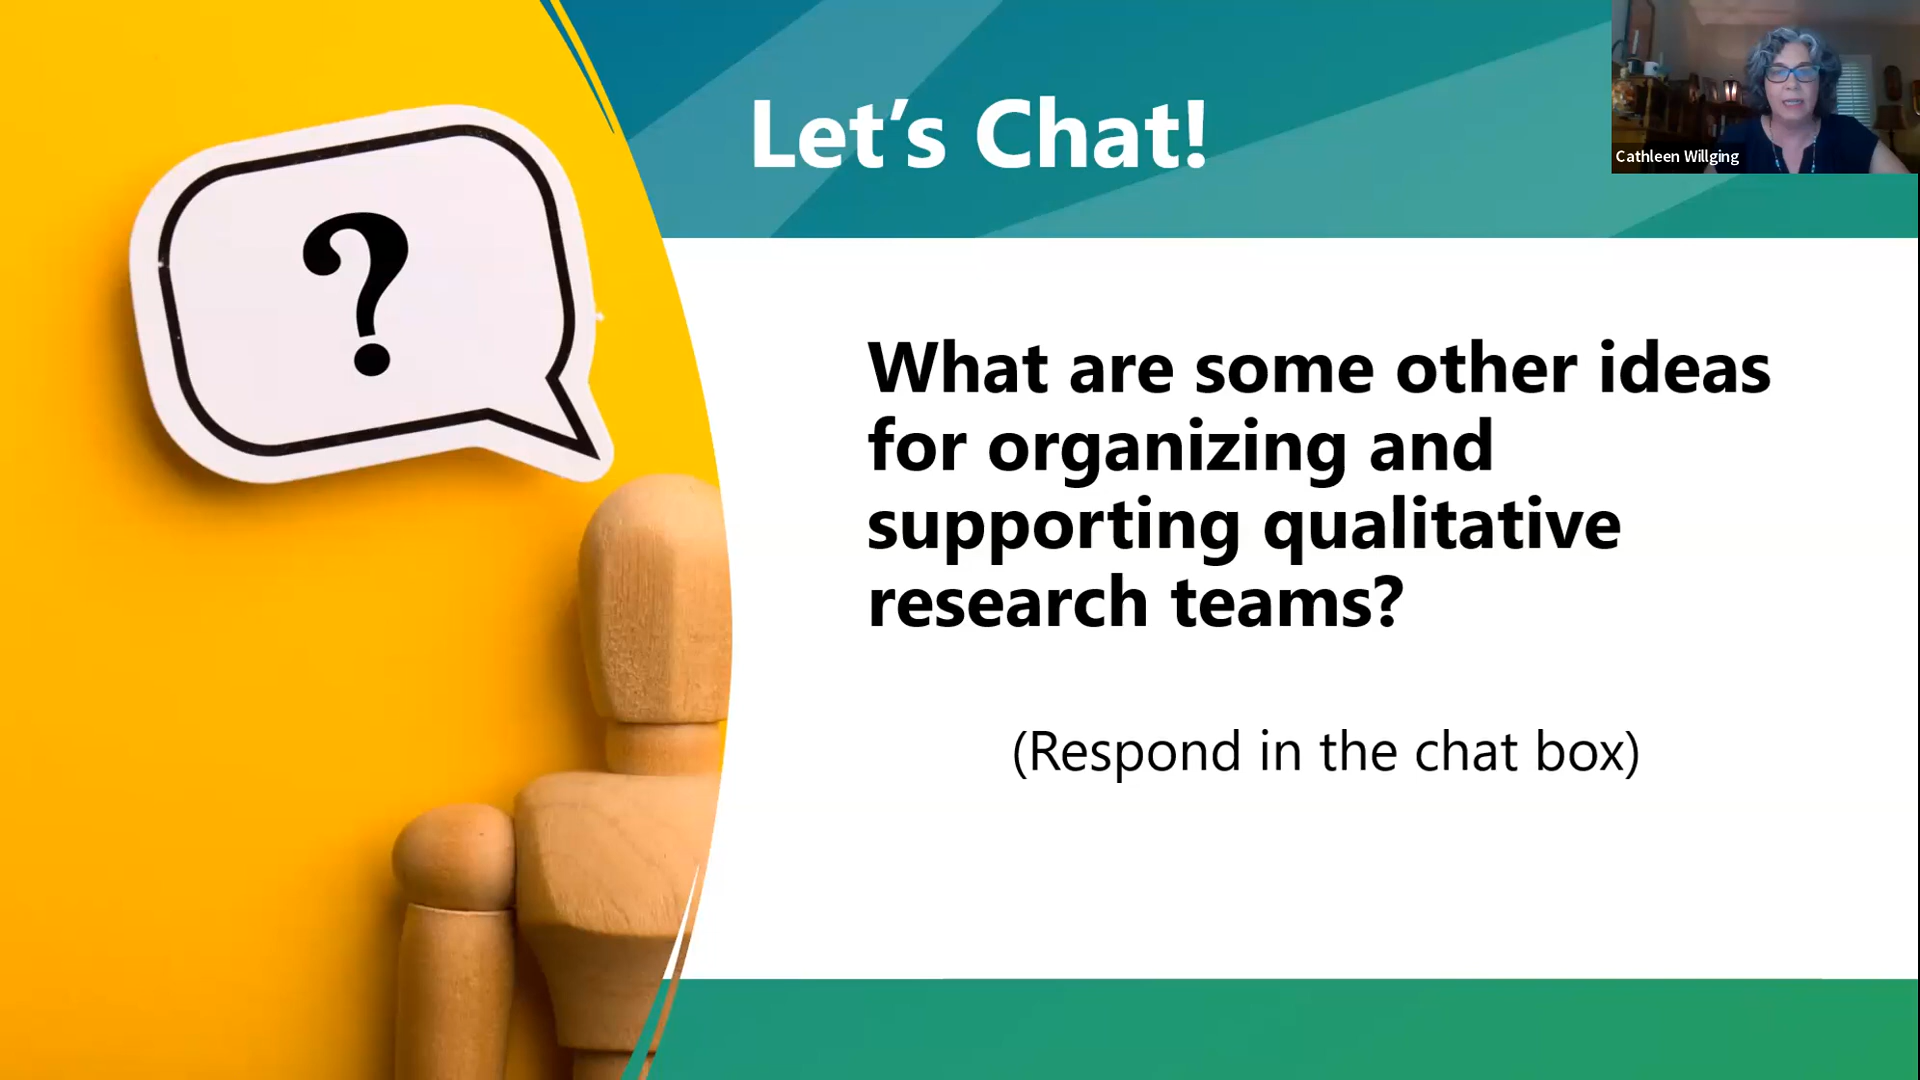 Let’s Chat!
Cathleen Willging
?
What are some other ideas
for organizing and
supporting qualitative
research teams?
(Respond in the chat box)